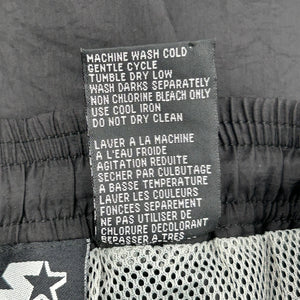 MACHINE WASH COLD
GENTLE CYCLE
TUMBLE DRY LOW
WASH DARKS SEPARATELY
NON CHLORINE BLEACH ONLY
USE COOL IRON
DO NOT DRY CLEAN
LAVER A LA MACHINE
A L'EAU FROIDE
AGITATION REDUITE
SECHER PAR CULBUTAGE
A BASSE TEMPERATURE
LAVER LES COULEURS
FONCEES SEPAREMENT
NE PAS UTILISER DE
CHLORURE DECOLORANT
REPASSER A TRES